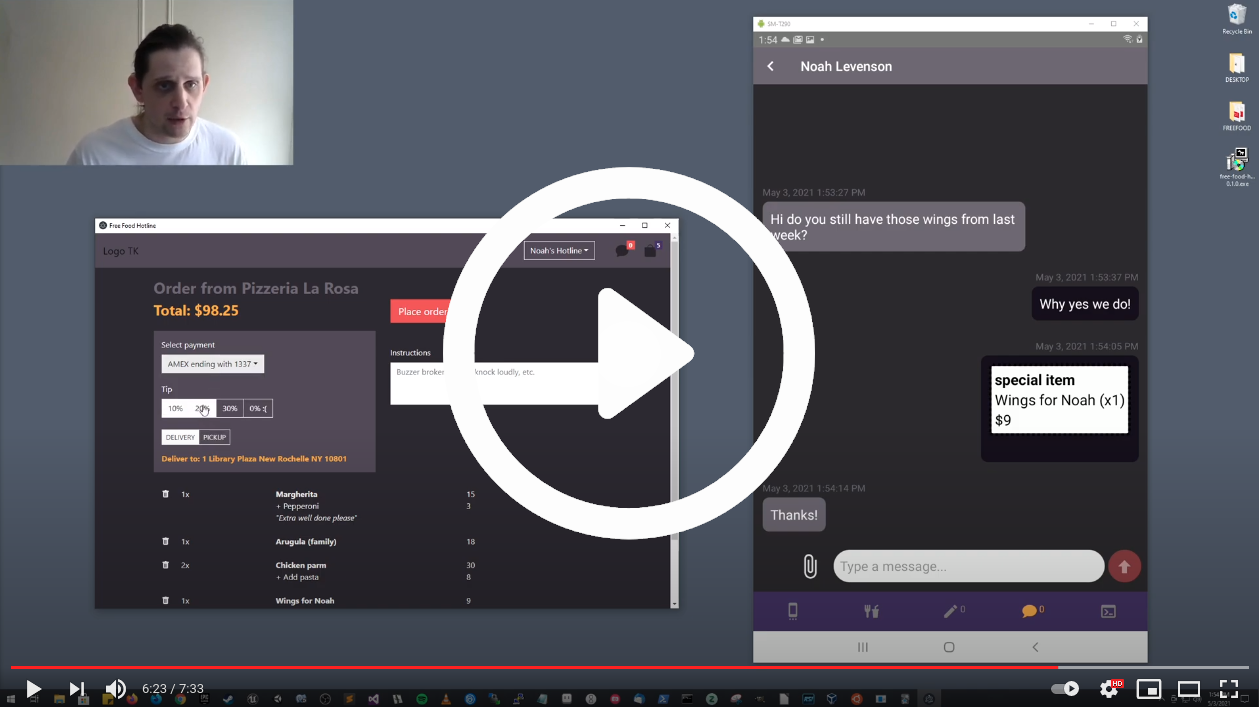 SM-T290
1:54
Noah Levenson
May 3, 2021 1:53:27 PM
Hi do you still have those wings from last
week?
May 3, 2021 1:53:37 PM
Why yes we do!
May 3, 2021 1:54:05 PM
special item
Wings for Noah (x1)
$9
May 3, 2021 1:54:14 PM
Thanks!
Type a message...
0
0
Recycle Bin
DESKTOP
FREEFOOD
free-food-h...
0.1.0.exe
Free Food Hotline
Logo TK
Noah's Hotline
0
5
Order from Pizzeria La Rosa
Total: $98.25
Place order
Select payment
AMEX ending with 1337
Tip
10% 20% 30% 0% :(
DELIVERY PICKUP
Deliver to: 1 Library Plaza New Rochelle NY 10801
Instructions
Buzzer broken, knock loudly, etc.
1x Margherita 15
+ Pepperoni 3
"Extra well done please"
1x Arugula (family) 18
2x Chicken parm 30
+ Add pasta 8
1x Wings for Noah 9
6:23 / 7:33
HD
5/3/2021